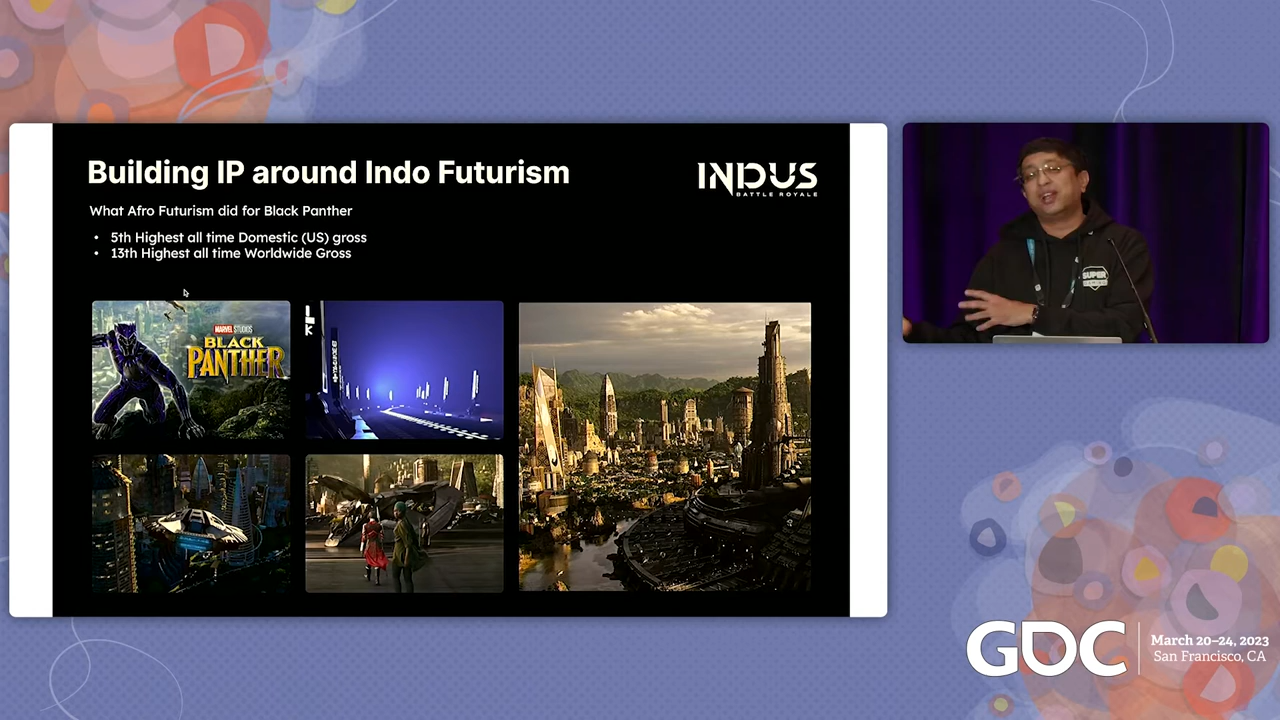 Building IP around Indo Futurism
INDUS
BATTLE ROYALE
What Afro Futurism did for Black Panther
• 5th Highest all time Domestic (US) gross
• 13th Highest all time Worldwide Gross
MARVEL STUDIOS
BLACK
PANTHER
SUPER
GAMING
GDC
March 20–24, 2023
San Francisco, CA